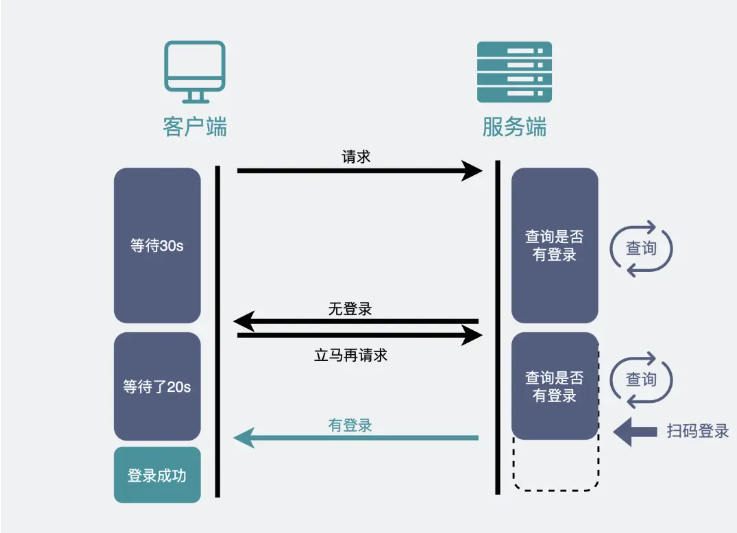 客户端
服务端
请求
等待30s
查询是否
有登录
查询
无登录
立马再请求
等待了20s
查询是否
有登录
查询
有登录
扫码登录
登录成功